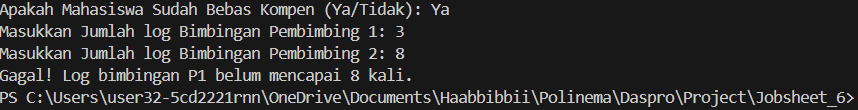 Apakah Mahasiswa Sudah Bebas Kompen (Ya/Tidak): Ya
Masukkan Jumlah log Bimbingan Pembimbing 1: 3
Masukkan Jumlah log Bimbingan Pembimbing 2: 8
Gagal! Log bimbingan P1 belum mencapai 8 kali.
PS C:\Users\user32-5cd2221rnn\OneDrive\Documents\Haabbibbii\Polinema\Daspro\Project\Jobsheet_6>